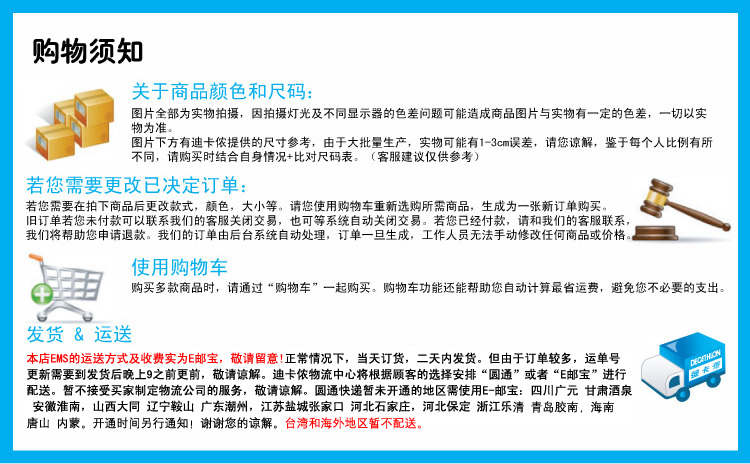 购物须知
关于商品颜色和尺码：
图片全部为实物拍摄，因拍摄灯光及不同显示器的色差问题可能造成商品图片与实物有一定的色差，一切以实
物为准。
图片下方有迪卡侬提供的尺寸参考，由于大批量生产，实物可能有1-3cm误差，请您谅解，鉴于每个人比例有所
不同，请购买时结合自身情况+比对尺码表。（客服建议仅供参考）
若您需要更改已决定订单：
若您需要在拍下商品后更改款式，颜色，大小等。请您使用购物车重新选购所需商品，生成为一张新订单购买。
旧订单若您未付款可以联系我们的客服关闭交易，也可等系统自动关闭交易。若您已经付款，请和我们的客服联系，
我们将帮助您申请退款。我们的订单由后台系统自动处理，订单一旦生成，工作人员无法手动修改任何商品或价格。
使用购物车
购买多款商品时，请通过“购物车”一起购买。购物车功能还能帮助您自动计算最省运费，避免您不必要的支出。
发货 & 运送
本店EMS的运送方式及收费实为E邮宝，敬请留意!正常情况下，当天订货，二天内发货。但由于订单较多，运单号
更新需要到发货后晚上9之前更前，敬请谅解。迪卡侬物流中心将根据顾客的选择安排“圆通”或者“E邮宝”进行
配送。暂不接受买家制定物流公司的服务，敬请谅解。圆通快递暂未开通的地区需使用E-邮宝：四川广元 甘肃酒泉
安徽淮南，山西大同 辽宁鞍山 广东潮州，江苏盐城张家口 河北石家庄，河北保定 浙江乐清 青岛胶南，海南
唐山 内蒙。开通时间另行通知！谢谢您的谅解。台湾和海外地区暂不配送。
DECATHLON
迪卡侬